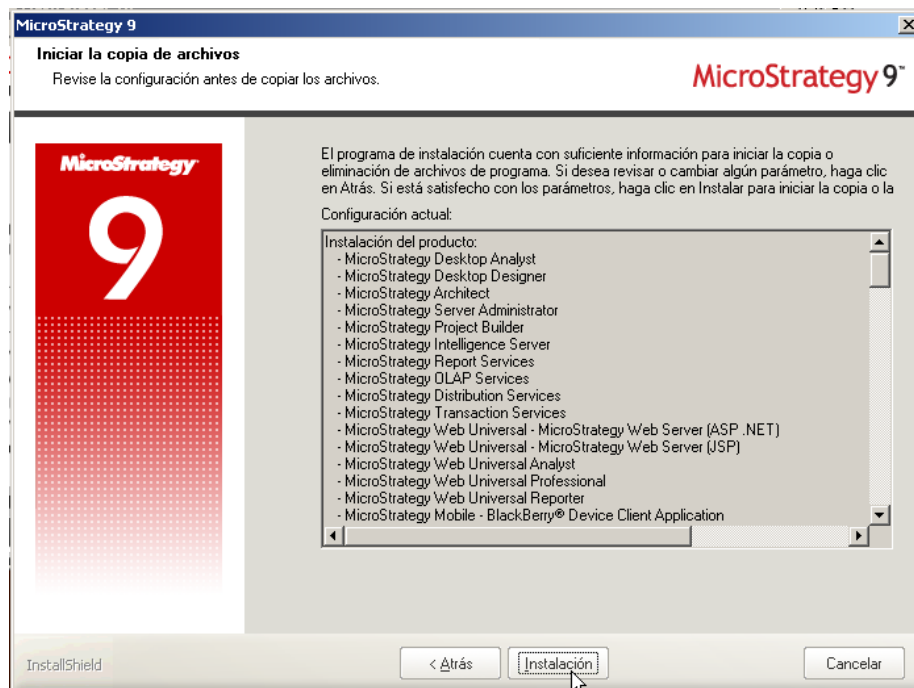 MicroStrategy 9
Iniciar la copia de archivos
Revise la configuración antes de copiar los archivos.
MicroStrategy 9™
MicroStrategy
9
El programa de instalación cuenta con suficiente información para iniciar la copia o
eliminación de archivos de programa. Si desea revisar o cambiar algún parámetro, haga clic
en Atrás. Si está satisfecho con los parámetros, haga clic en Instalar para iniciar la copia o la
Configuración actual:
Instalación del producto:
- MicroStrategy Desktop Analyst
- MicroStrategy Desktop Designer
- MicroStrategy Architect
- MicroStrategy Server Administrator
- MicroStrategy Project Builder
- MicroStrategy Intelligence Server
- MicroStrategy Report Services
- MicroStrategy OLAP Services
- MicroStrategy Distribution Services
- MicroStrategy Transaction Services
- MicroStrategy Web Universal - MicroStrategy Web Server (ASP .NET)
- MicroStrategy Web Universal - MicroStrategy Web Server (JSP)
- MicroStrategy Web Universal Analyst
- MicroStrategy Web Universal Professional
- MicroStrategy Web Universal Reporter
- MicroStrategy Mobile - BlackBerry® Device Client Application
InstallShield
< Atrás
Instalación
Cancelar